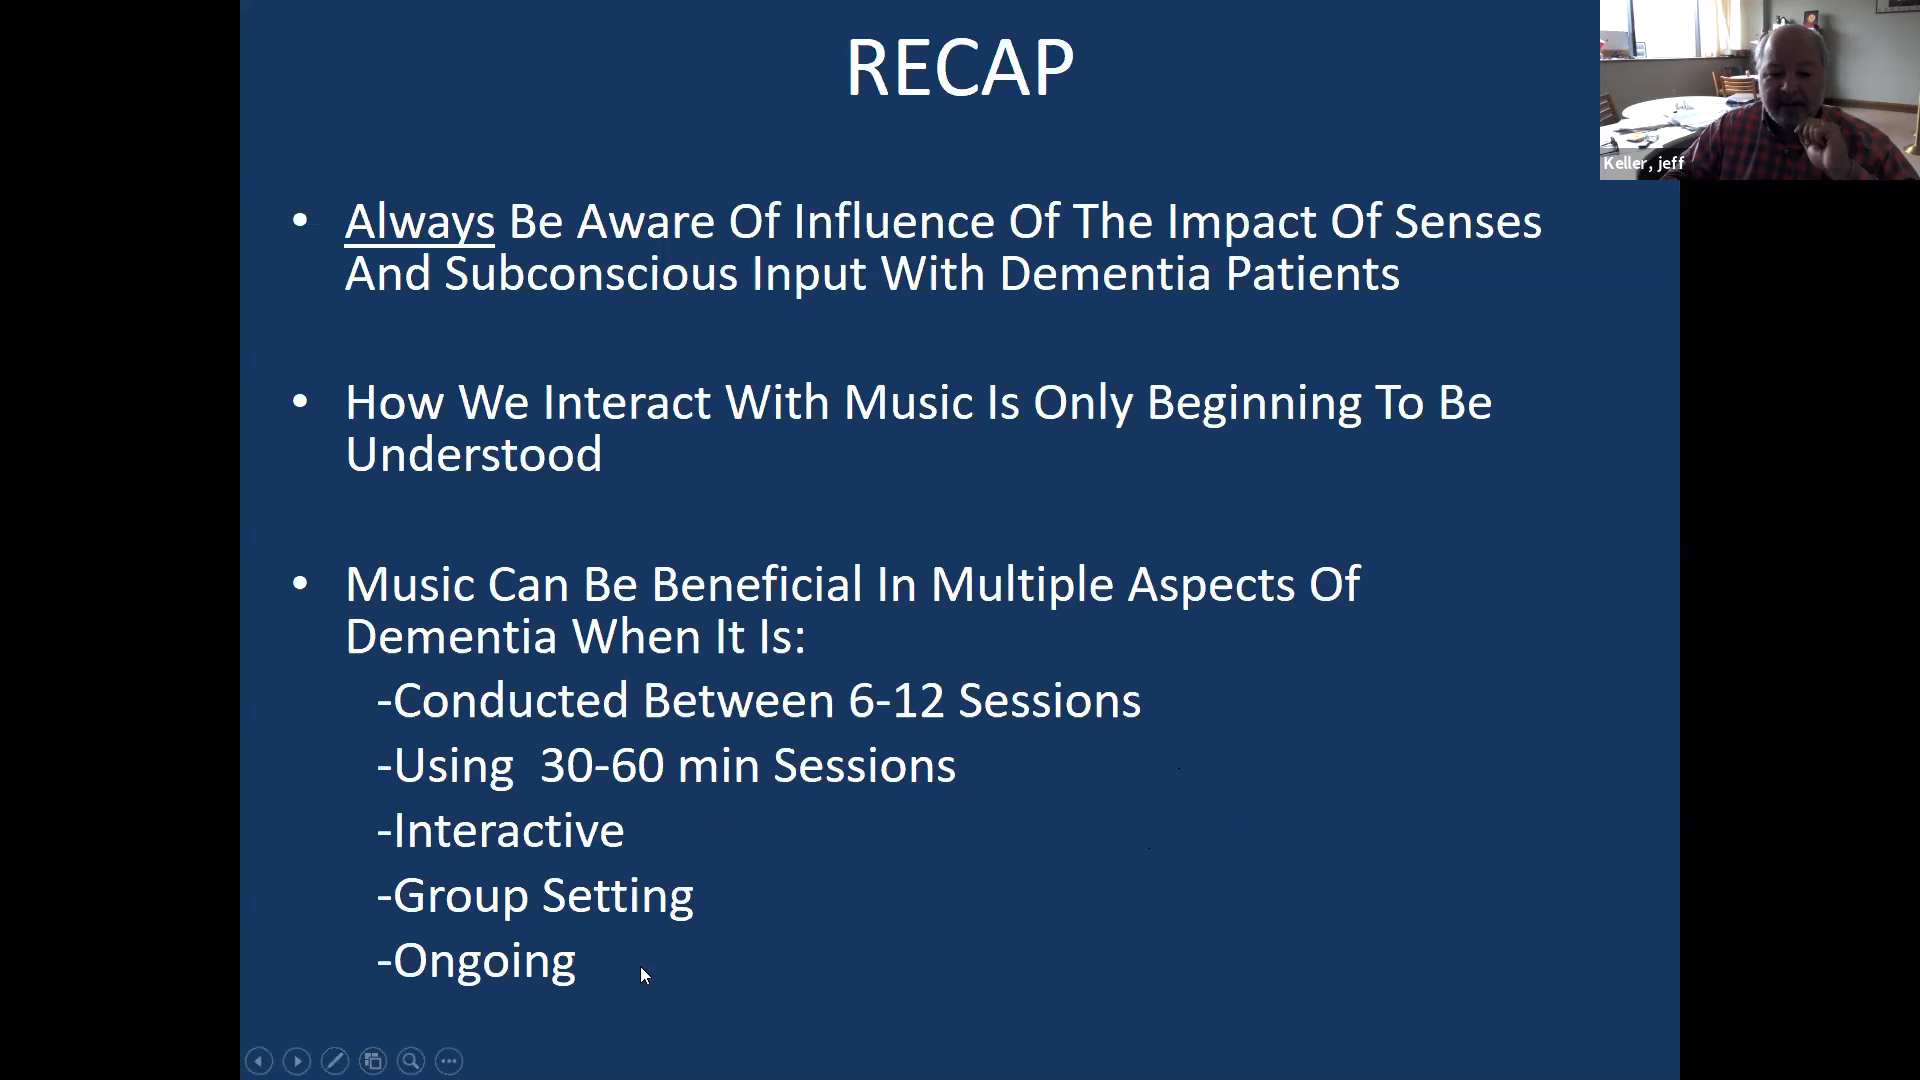 RECAP
Keller, jeff
• Always Be Aware Of Influence Of The Impact Of Senses
And Subconscious Input With Dementia Patients
• How We Interact With Music Is Only Beginning To Be
Understood
• Music Can Be Beneficial In Multiple Aspects Of
Dementia When It Is:
-Conducted Between 6-12 Sessions
-Using  30-60 min Sessions
-Interactive
-Group Setting
-Ongoing